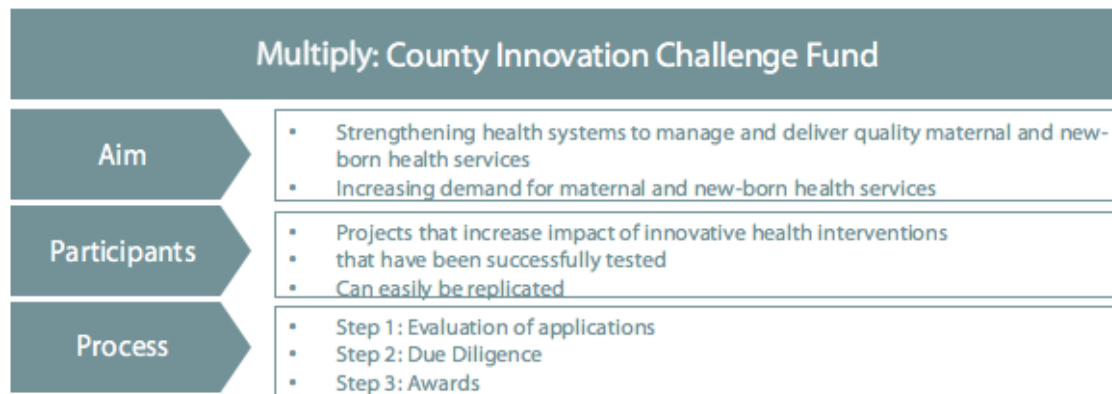 Multiply: County Innovation Challenge Fund
Aim
• Strengthening health systems to manage and deliver quality maternal and new-
born health services
• Increasing demand for maternal and new-born health services
Participants
• Projects that increase impact of innovative health interventions
• that have been successfully tested
• Can easily be replicated
Process
• Step 1: Evaluation of applications
• Step 2: Due Diligence
• Step 3: Awards